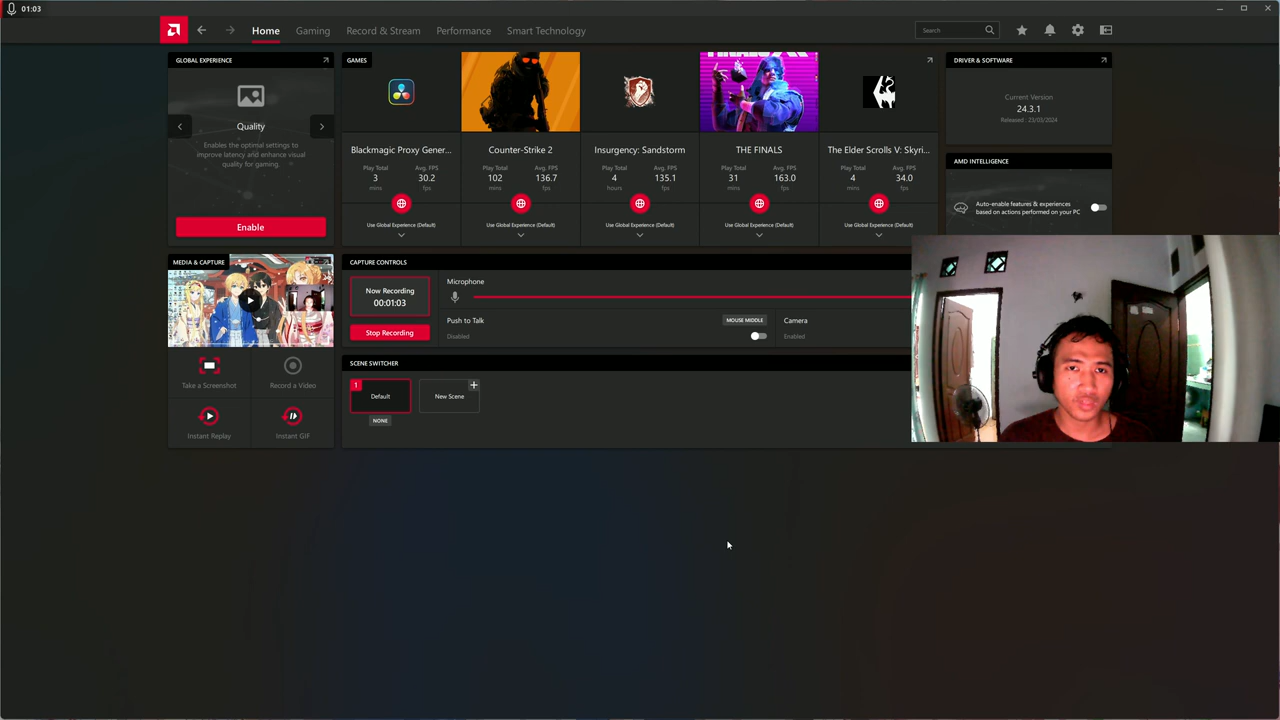 01:03
Home
Gaming
Record & Stream
Performance
Smart Technology
Search
GLOBAL EXPERIENCE
Quality
Enables the optimal settings to
improve latency and enhance visual
quality for gaming.
Enable
GAMES
Blackmagic Proxy Gener...
Play Total
3
mins
Avg. FPS
30.2
fps
Use Global Experience (Default)
Counter-Strike 2
Play Total
102
mins
Avg. FPS
136.7
fps
Use Global Experience (Default)
Insurgency: Sandstorm
Play Total
4
hours
Avg. FPS
135.1
fps
Use Global Experience (Default)
THE FINALS
Play Total
31
mins
Avg. FPS
163.0
fps
Use Global Experience (Default)
The Elder Scrolls V: Skyri...
Play Total
4
mins
Avg. FPS
34.0
fps
Use Global Experience (Default)
DRIVER & SOFTWARE
Current Version
24.3.1
Released : 23/03/2024
AMD INTELLIGENCE
Auto-enable features & experiences
based on actions performed on your PC
MEDIA & CAPTURE
Take a Screenshot
Record a Video
Instant Replay
Instant GIF
CAPTURE CONTROLS
Now Recording
00:01:03
Stop Recording
Microphone
Push to Talk
MOUSE MIDDLE
Disabled
Camera
Enabled
SCENE SWITCHER
1
Default
NONE
New Scene